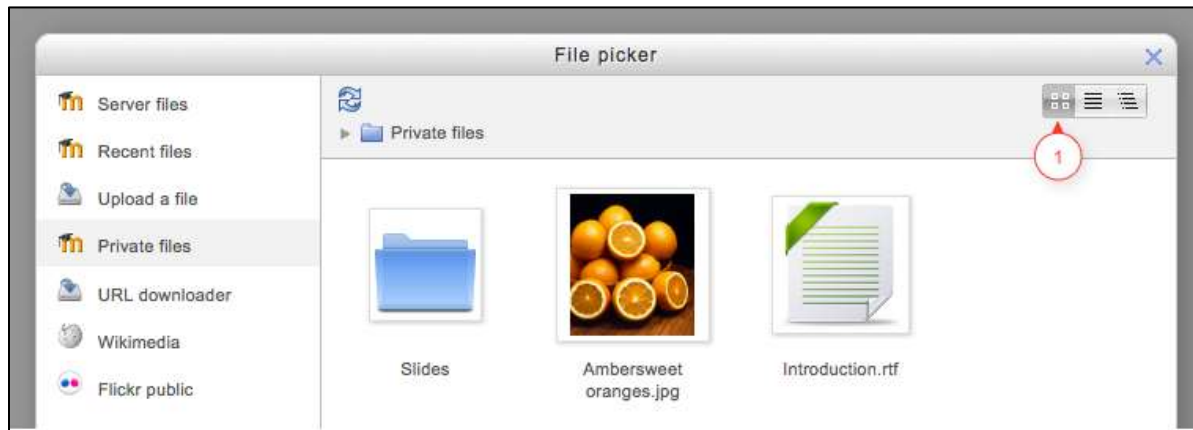 File picker
Server files
Recent files
Upload a file
Private files
URL downloader
Wikimedia
Flickr public
Private files
1
Slides
Ambersweet
oranges.jpg
Introduction.rtf